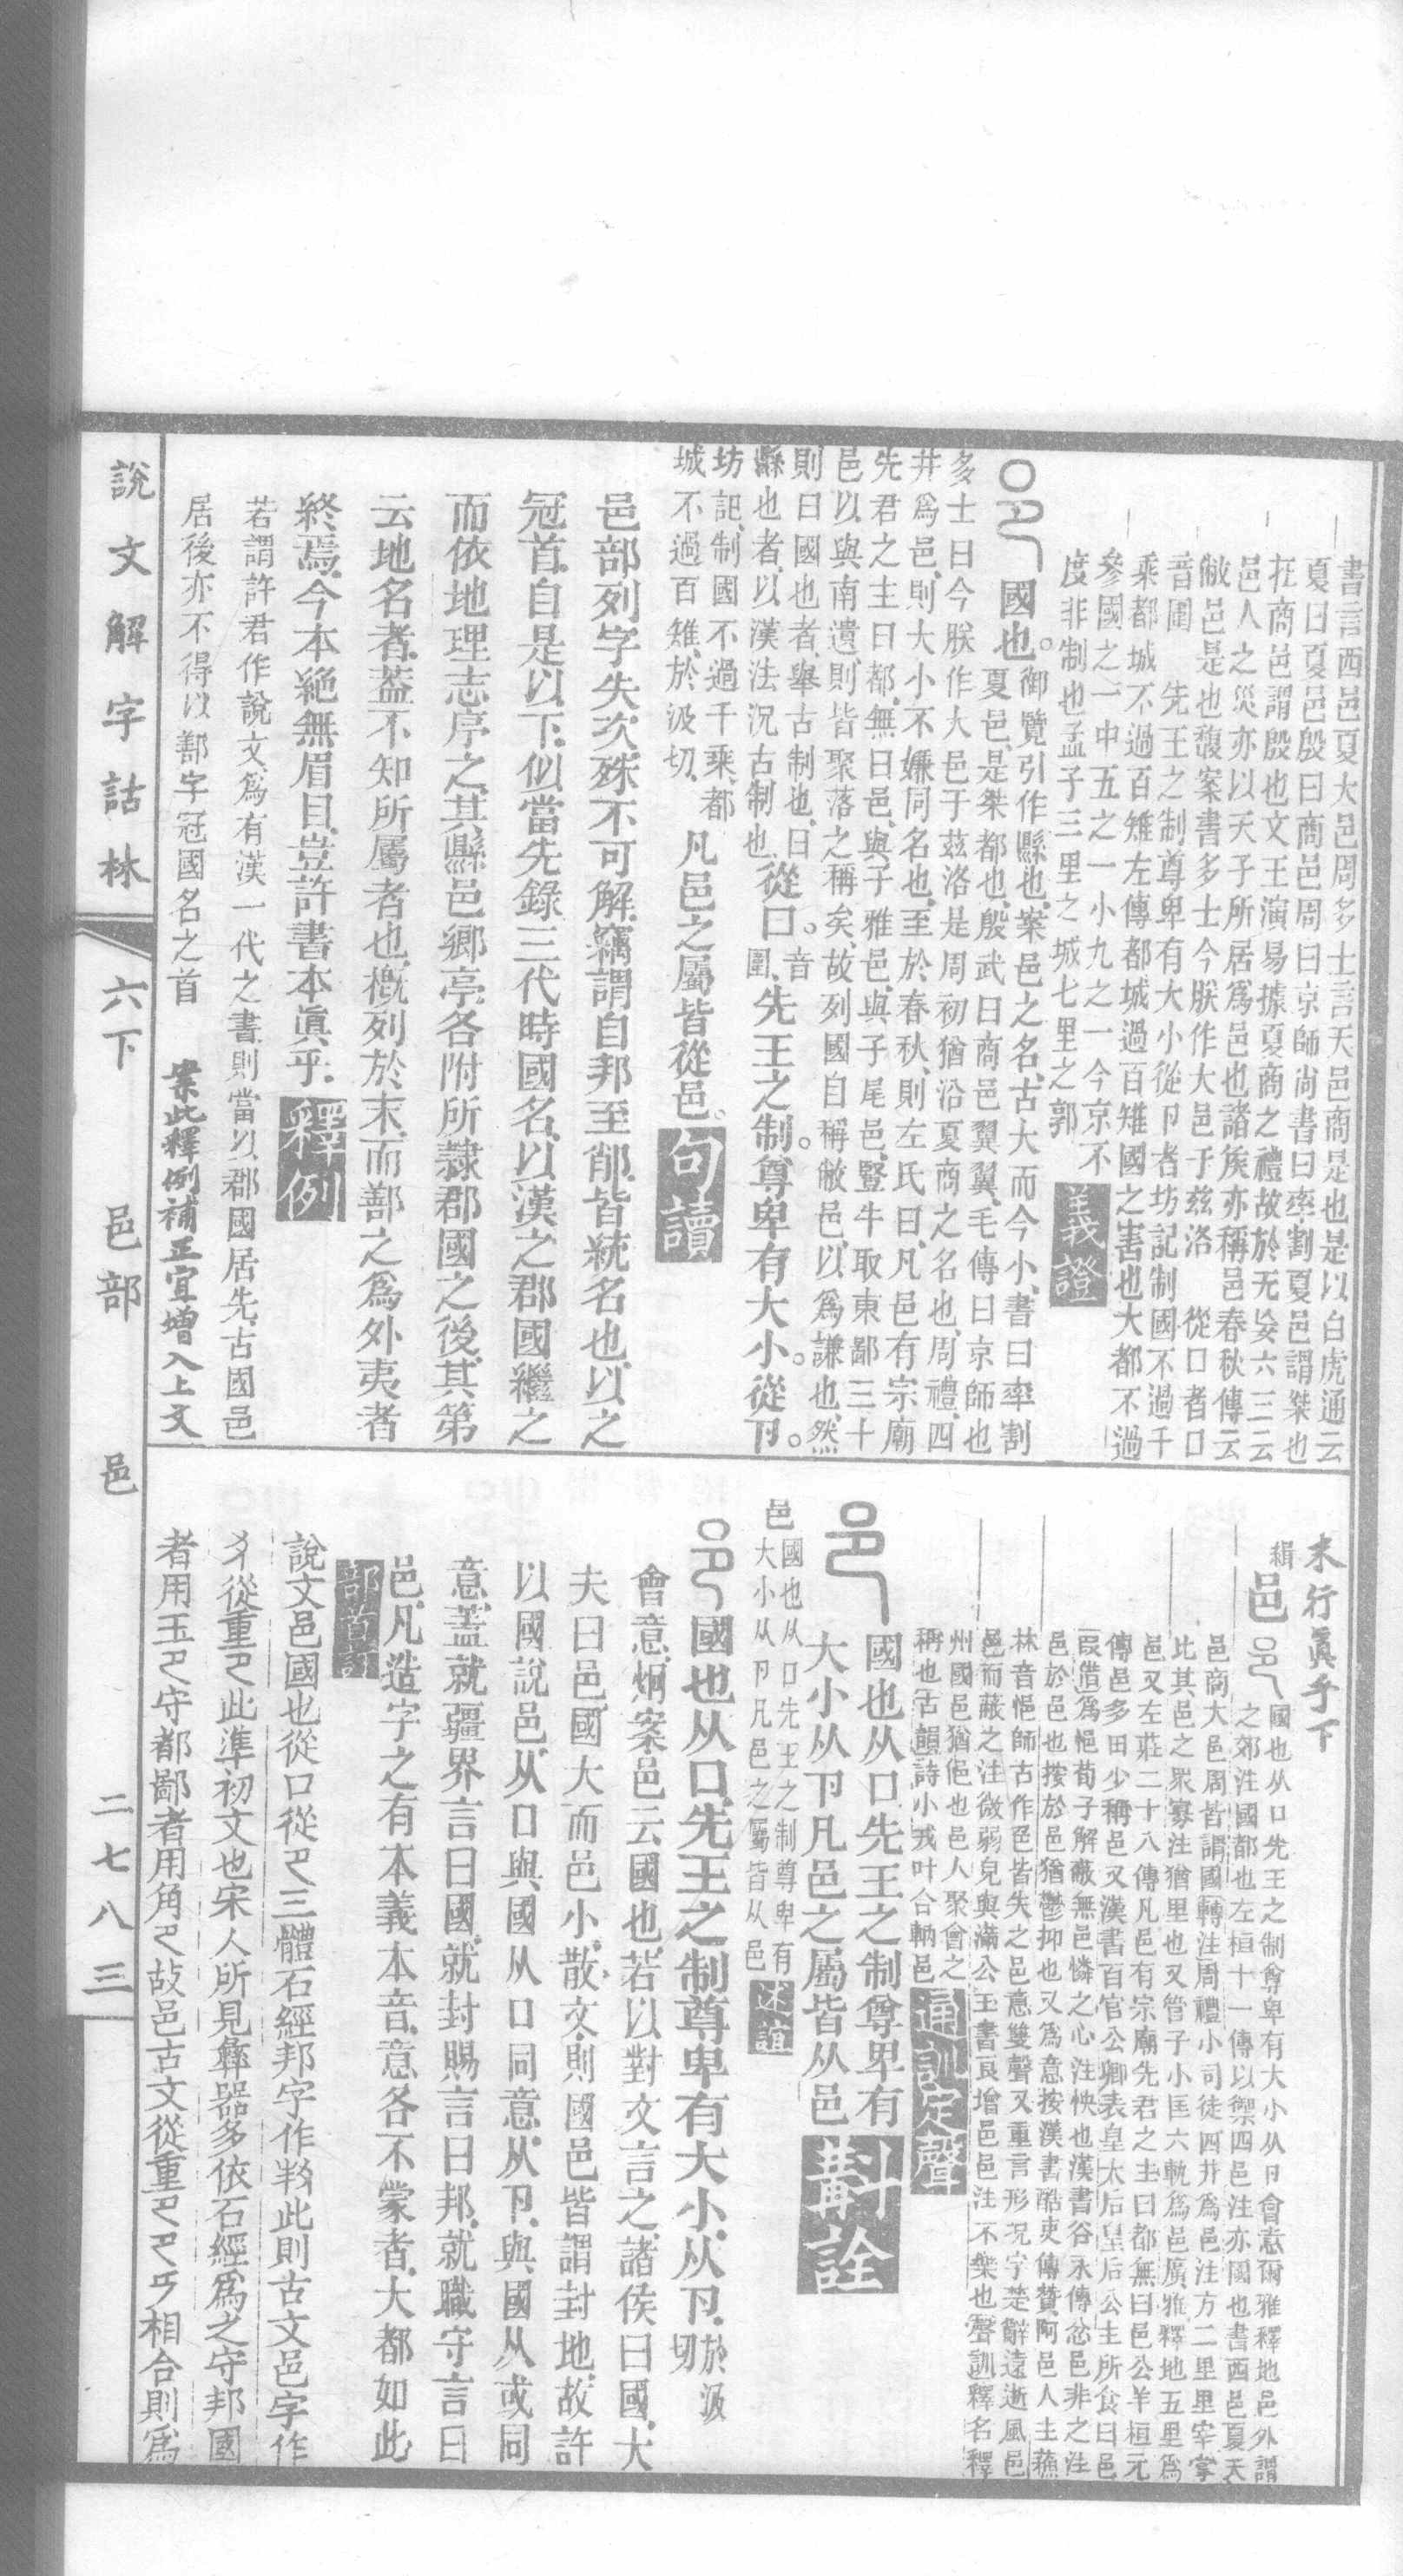 書言西邑夏大邑周多士言天邑商是也是以白虎通云
夏曰夏邑殷曰商邑周曰京師尚書曰率割夏邑謂桀也
在商邑謂殷也文王演易據夏商之禮故於无妄六三云
邑人之災亦以天子所居爲邑也諸侯亦稱邑春秋傳云
敝邑是也馥案書多士今朕作大邑于茲洛 從囗者囗
音圍 先王之制尊卑有大小從卪者坊記制國不過千
乘都城不過百雉左傳都城過百雉國之害也大都不過
參國之一中五之一小九之一今京不
度非制也孟子三里之城七里之郭
義證
國也。御覽引作縣也、案邑之名、古大而今小、書曰率割
夏邑、是桀都也、殷武曰商邑翼翼、毛傳曰京師也
多士曰今朕作大邑于茲洛是周初猶沿夏商之名也、周禮、四
井爲邑、則大小不嫌同名也、至於春秋、則左氏曰、凡邑有宗廟
先君之主曰都、無曰邑、與子雅邑、與子尾邑、豎牛取東鄙三十
邑以與南遺、則皆聚落之稱矣、故列國自稱敝邑、以爲謙也、然
則曰國也者、舉古制也、曰
縣也者、以漢法況古制也
從囗。音圍、先王之制。尊卑有大小。從卪。
坊記、制國不過千乘、都
城不過百雉、於汲切、
凡邑之屬皆從邑。
句讀
邑部列字失次、殊不可解、竊謂自邦至郙、皆統名也、以之
冠首、自是以下、似當先錄三代時國名、以漢之郡國繼之
而依地理志、序之、其縣邑鄉亭、各附所隸郡國之後、其第
云地名者、蓋不知所屬者也、概列於末、而鄯之爲外夷者
終焉、今本絕無眉目、豈許書本眞乎、
釋例
若謂許君作說文、爲有漢一代之書、則當以郡國居先、古國邑
居後亦不得以鄯字冠國名之首 案此釋例補正宜增入上文
末行眞乎下
輯
邑 國也从囗先王之制尊卑有大小从卪會意爾雅釋地邑外謂
之郊注國都也左桓十一傳以禦四邑注亦國也書西邑夏天
邑商大邑周皆謂國轉注周禮小司徒四井爲邑注方二里里宰掌
比其邑之眾寡注猶里也又管子小匡六軌爲邑廣雅釋地五里爲
邑又左莊二十八傳凡邑有宗廟先君之主曰都無曰邑公羊桓元
傳邑多田少稱邑又漢書百官公卿表皇太后皇后公主所食曰邑
叚借爲悒荀子解蔽無邑憐之心注怏也漢書谷永傳忿邑非之注
邑於邑也按於邑猶鬱抑也又爲意按漢書酷吏傳贊阿邑人主蘇
林音悒師古作邑皆失之邑意雙聲又重言形況字楚辭遠逝風邑
邑而蔽之注微弱皃與滿公王書良增邑邑注不樂也聲訓釋名釋
州國邑猶俋也邑人聚會之
稱也古韻詩小戎叶合軜邑
通訓定聲
國也从囗先王之制尊卑有
大小从卪凡邑之屬皆从邑
斠詮
邑 國也从囗先王之制尊卑有
大小从卪凡邑之屬皆从邑
述誼
國也从囗、先王之制尊卑有大小、从卪、於汲切
會意、炯案、邑云國也、若以對文言之、諸侯曰國、大
夫曰邑、國大而邑小、散文、則國邑皆謂封地、故許
以國說邑、从囗與國从囗同意、从卪、與國从或同
意、蓋就疆界言曰國、就封賜言曰邦、就職守言曰
邑、凡造字之有本義本音意、各不蒙者、大都如此
部首訂
說文邑國也從囗從卪三體石經邦字作 此則古文邑字作
從重卪此準初文也宋人所見彝器多依石經爲之守邦國
者用玉卪守都鄙者用角卪故邑古文從重卪 相合則爲
說文解字詁林
六下
邑部
邑
二七八三